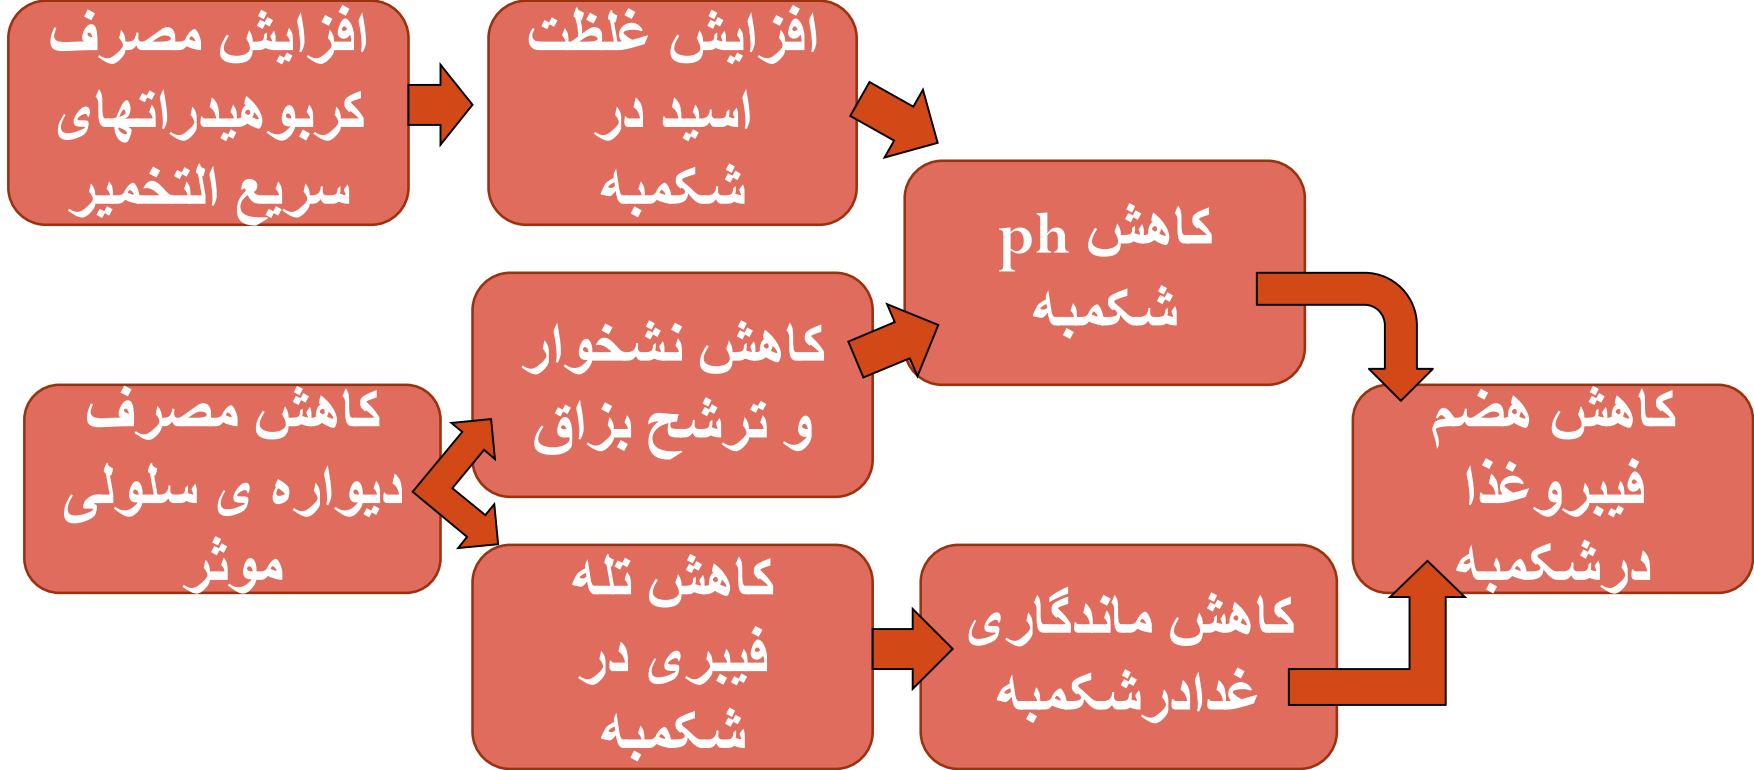 افزایش مصرف
کربوهیدراتهای
سریع التخمیر
افزایش غلظت
اسید در
شکمبه
کاهش ph
شکمبه
کاهش نشخوار
و ترشح بزاق
کاهش مصرف
دیواره ی سلولی
موثر
کاهش هضم
فیبروغذا
درشکمبه
کاهش تله
فیبری در
شکمبه
کاهش ماندگاری
غدادرشکمبه